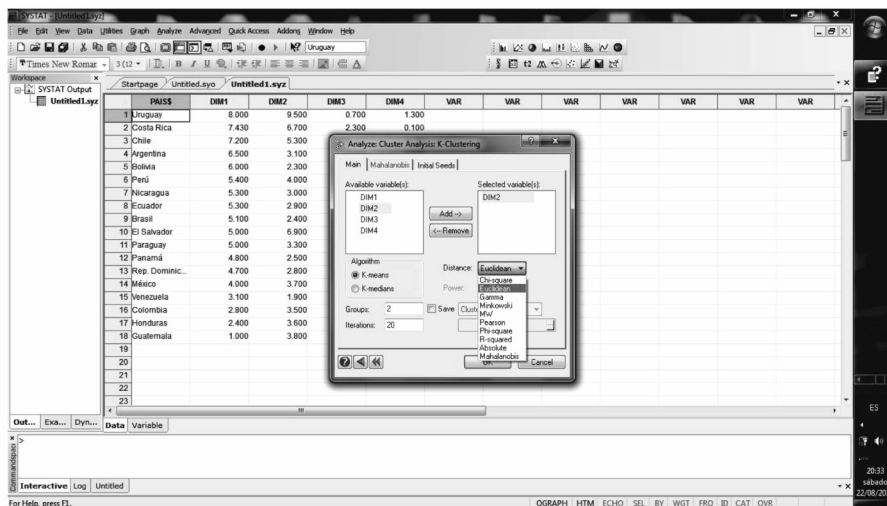 SYSTAT - [Untitled1.syz]
File Edit View Data Utilities Graph Analyze Advanced Quick Access Addons Window Help
Uruguay
Times New Romar 3 (12
B I U
Workspace
SYSTAT Output
Untitled1.syz
Startpage Untitled.syo Untitled1.syz
PAIS$ DIM1 DIM2 DIM3 DIM4 VAR VAR VAR VAR VAR VAR VAR
1 Uruguay 8.000 9.500 0.700 1.300
2 Costa Rica 7.430 6.700 2.300 0.100
3 Chile 7.200 5.300
4 Argentina 6.500 3.100
5 Bolivia 6.000 2.300
6 Perú 5.400 4.000
7 Nicaragua 5.300 3.000
8 Ecuador 5.300 2.900
9 Brasil 5.100 2.400
10 El Salvador 5.000 6.900
11 Paraguay 5.000 3.300
12 Panamá 4.800 2.500
13 Rep. Dominic... 4.700 2.800
14 México 4.000 3.700
15 Venezuela 3.100 1.900
16 Colombia 2.800 3.500
17 Honduras 2.400 3.600
18 Guatemala 1.000 3.800
19
20
21
22
23
Analyze: Cluster Analysis: K-Clustering
Main Mahalanobis Initial Seeds
Available variable(s): Selected variable(s):
DIM1
DIM2
DIM3
DIM4
DIM2
Add -->
<-- Remove
Algorithm
K-means
K-medians
Distance: Euclidean
Power:
Chi-square
Euclidean
Gamma
Minkowski
MW
Pearson
Phi-square
R-squared
Absolute
Mahalanobis
Groups: 2
Save
Iterations: 20
OK Cancel
Out... Exa... Dyn...
Data Variable
>
Commandspace
Interactive Log Untitled
For Help, press F1.
OGRAPH HTM ECHO SEL BY WGT FRQ ID CAT OVR
ES
20:33
sábado
22/08/20